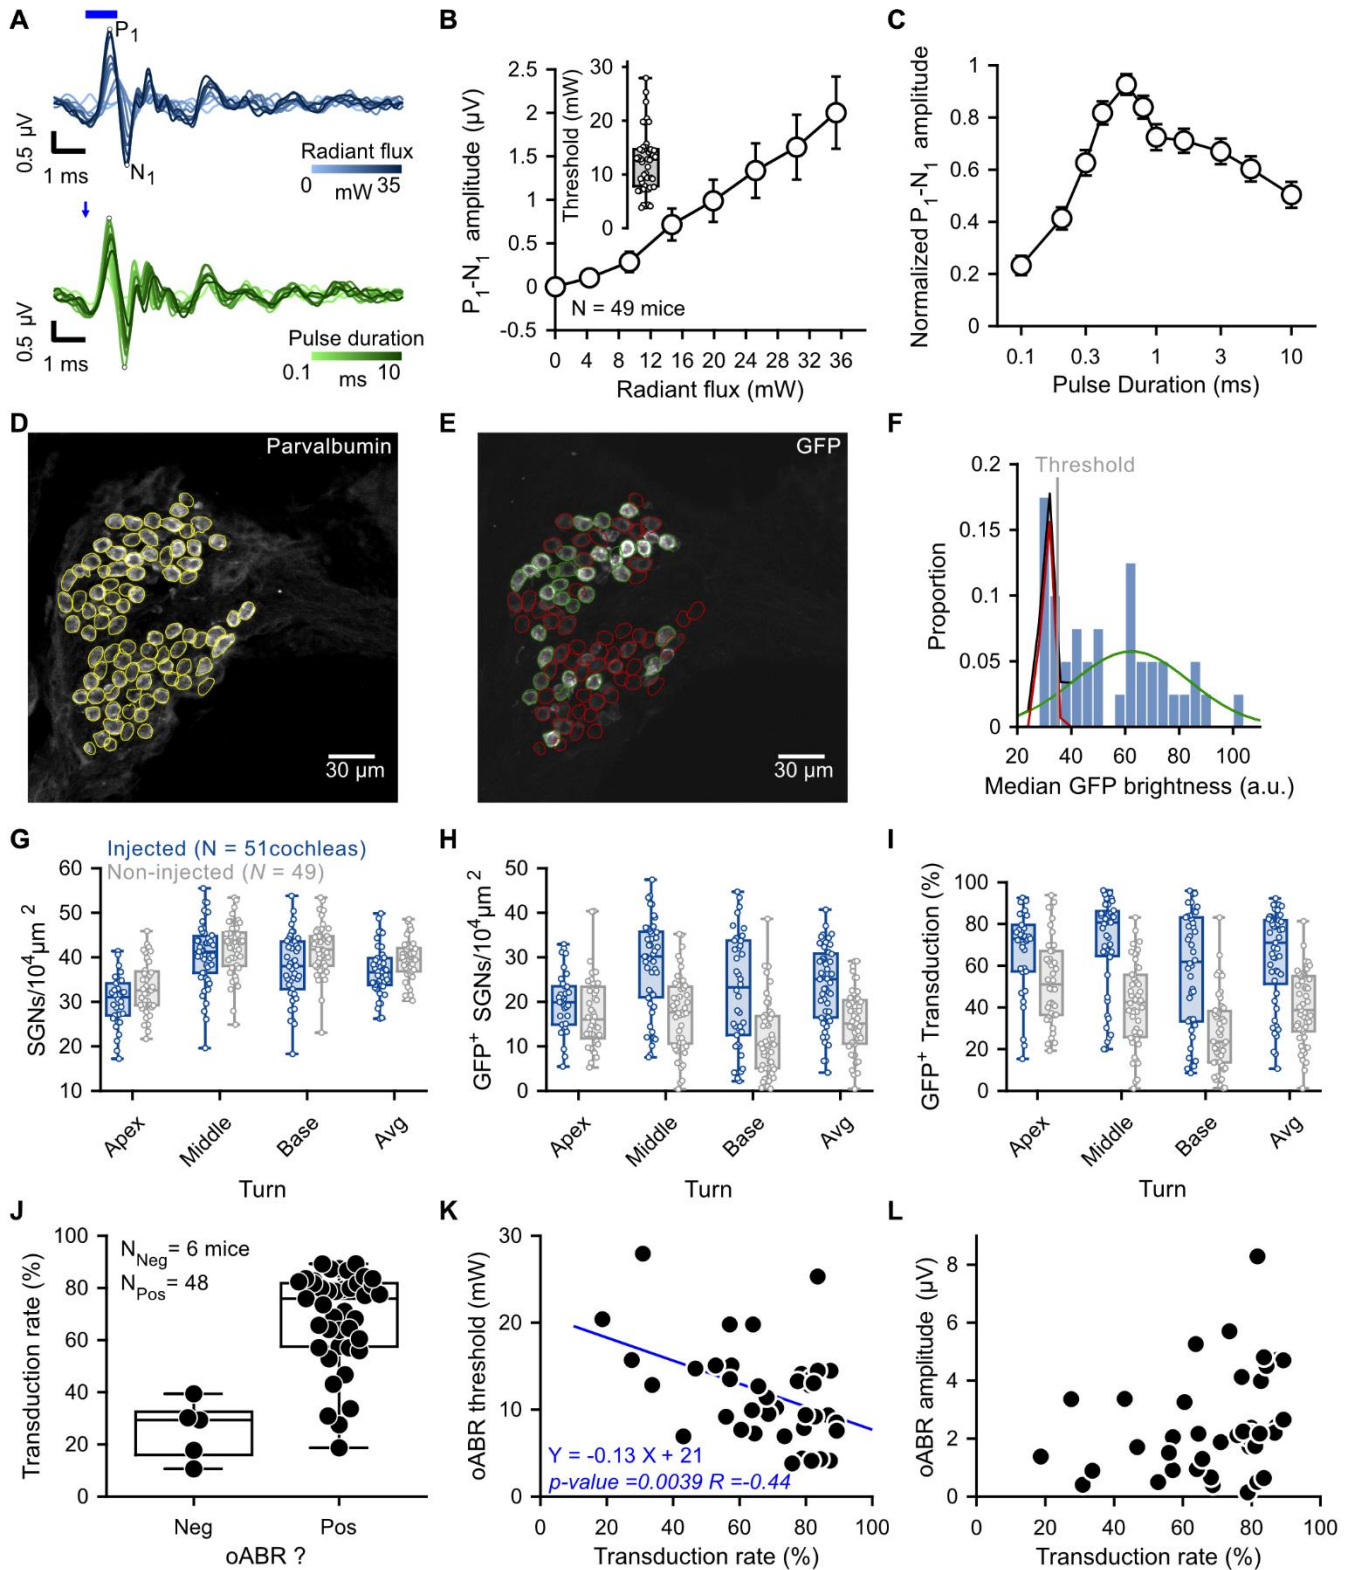 A
P1
N1
0.5 µV
1 ms
Radiant flux
0 mW 35
0.5 µV
1 ms
Pulse duration
0.1 ms 10
B
P1-N1 amplitude (µV)
2.5
2
1.5
1
0.5
0
-0.5
Threshold (mW)
30
20
10
0
N = 49 mice
0 4 8 12 16 20 24 28 32 36
Radiant flux (mW)
C
Normalized P1-N1 amplitude
1
0.8
0.6
0.4
0.2
0
0.1 0.3 1 3 10
Pulse Duration (ms)
D
Parvalbumin
30 µm
E
GFP
30 µm
F
Proportion
0.2
0.15
0.1
0.05
0
Threshold
20 40 60 80 100
Median GFP brightness (a.u.)
G
Injected (N = 51cochleas)
Non-injected (N = 49)
SGNs/10⁴µm 2
60
50
40
30
20
10
Apex Middle Base Avg
Turn
H
GFP⁺ SGNs/10⁴µm 2
50
40
30
20
10
0
Apex Middle Base Avg
Turn
I
GFP⁺ Transduction (%)
100
80
60
40
20
0
Apex Middle Base Avg
Turn
J
Transduction rate (%)
100
80
60
40
20
0
NNeg= 6 mice
NPos= 48
Neg Pos
oABR ?
K
oABR threshold (mW)
30
20
10
0
Y = -0.13 X + 21
p-value =0.0039 R =-0.44
0 20 40 60 80 100
Transduction rate (%)
L
oABR amplitude (µV)
8
6
4
2
0
0 20 40 60 80 100
Transduction rate (%)